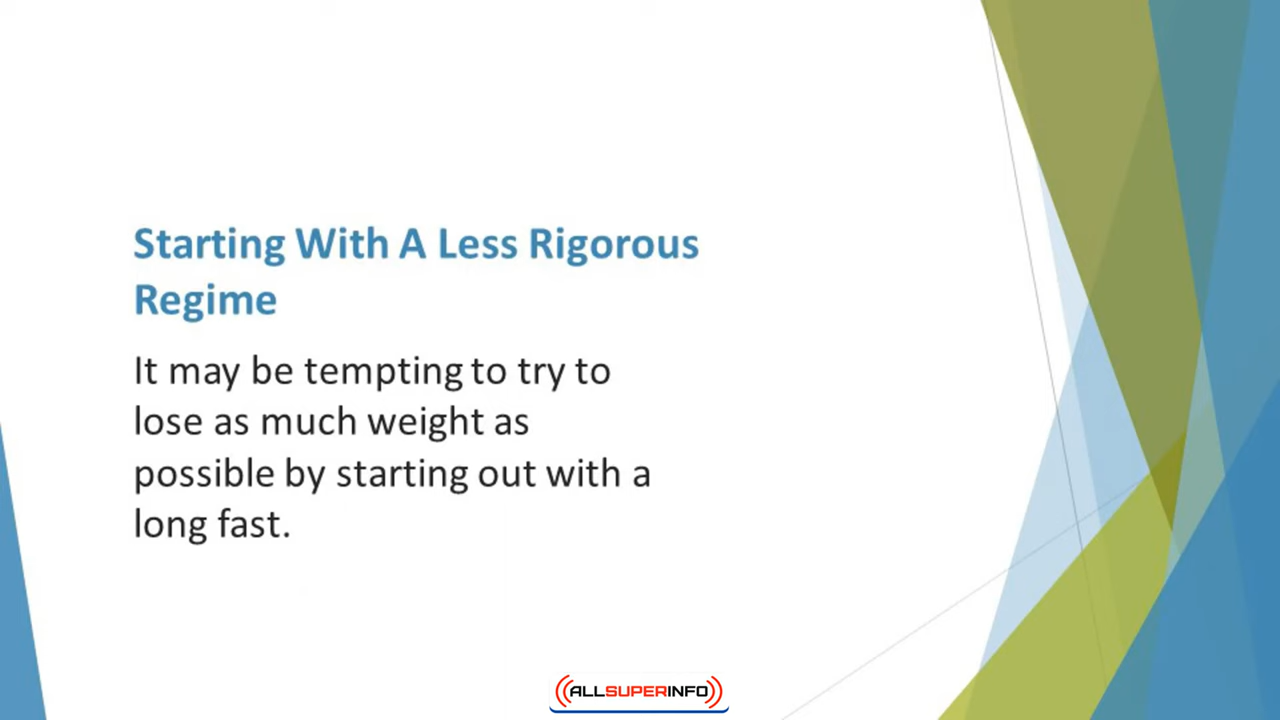 Starting With A Less Rigorous
Regime
It may be tempting to try to
lose as much weight as
possible by starting out with a
long fast.
ALLSUPERINFO